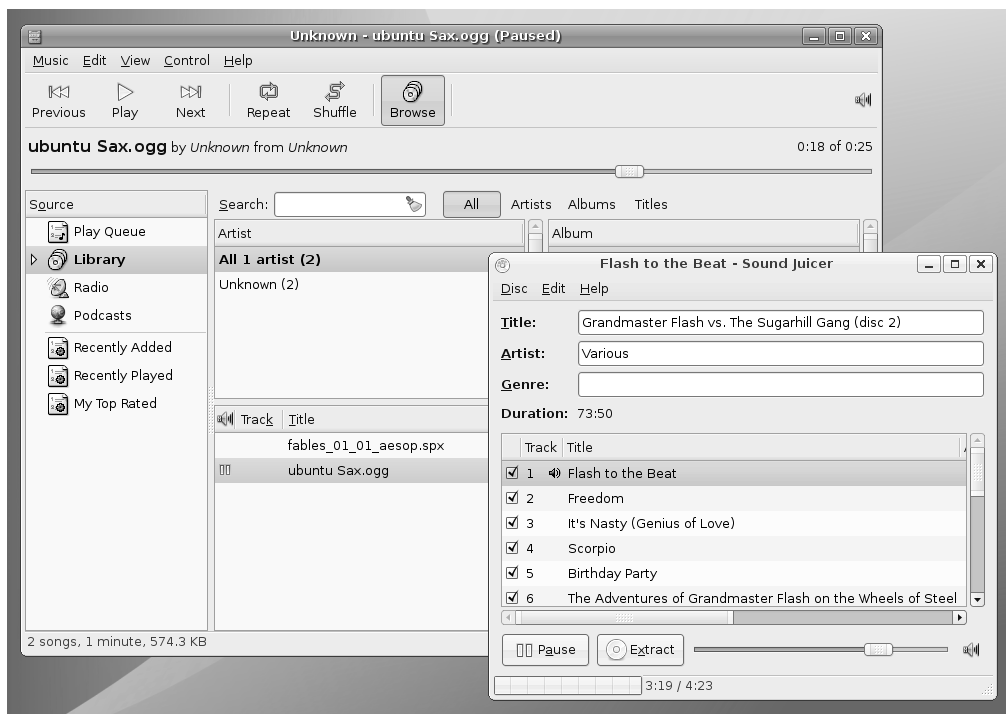 Unknown - ubuntu Sax.ogg (Paused)
Music Edit View Control Help
Previous Play Next Repeat Shuffle Browse
ubuntu Sax.ogg by Unknown from Unknown 0:18 of 0:25
Source
Play Queue
Library
Radio
Podcasts
Recently Added
Recently Played
My Top Rated
Search: All Artists Albums Titles
Artist Album
All 1 artist (2)
Unknown (2)
Track Title
fables_01_01_aesop.spx
ubuntu Sax.ogg
2 songs, 1 minute, 574.3 KB
Flash to the Beat - Sound Juicer
Disc Edit Help
Title: Grandmaster Flash vs. The Sugarhill Gang (disc 2)
Artist: Various
Genre:
Duration: 73:50
Track Title
1 Flash to the Beat
2 Freedom
3 It's Nasty (Genius of Love)
4 Scorpio
5 Birthday Party
6 The Adventures of Grandmaster Flash on the Wheels of Steel
Pause Extract
3:19 / 4:23